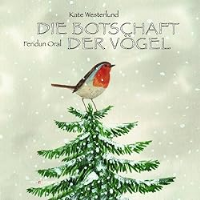 Kate Westerlund
DIE BOTSCHAFT
Feridun Oral DER VÖGEL